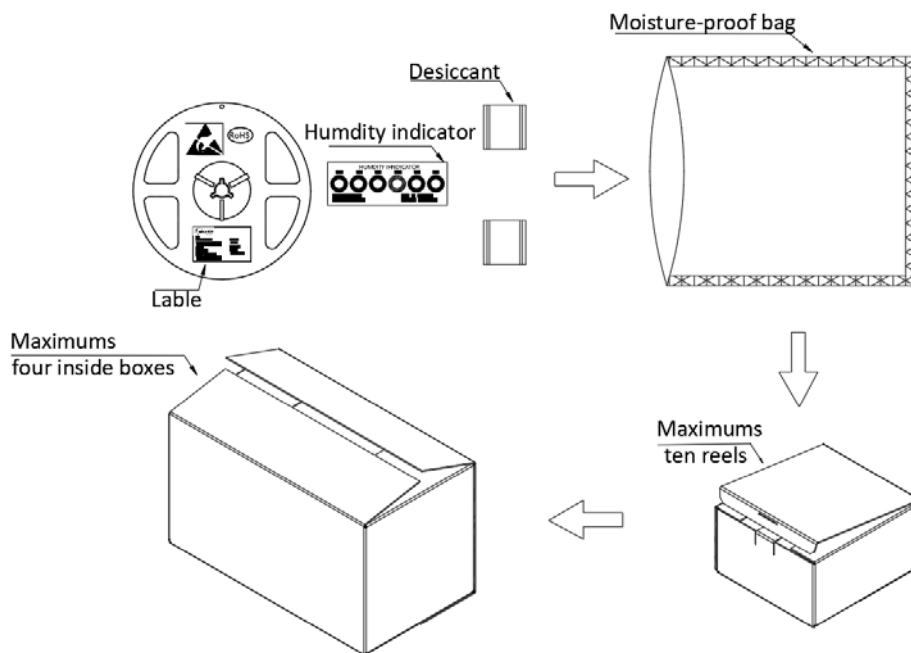 Moisture-proof bag
Desiccant
RoHS
Humdity indicator
HUMIDITY INDICATOR
Lable
Maximums
four inside boxes
Maximums
ten reels